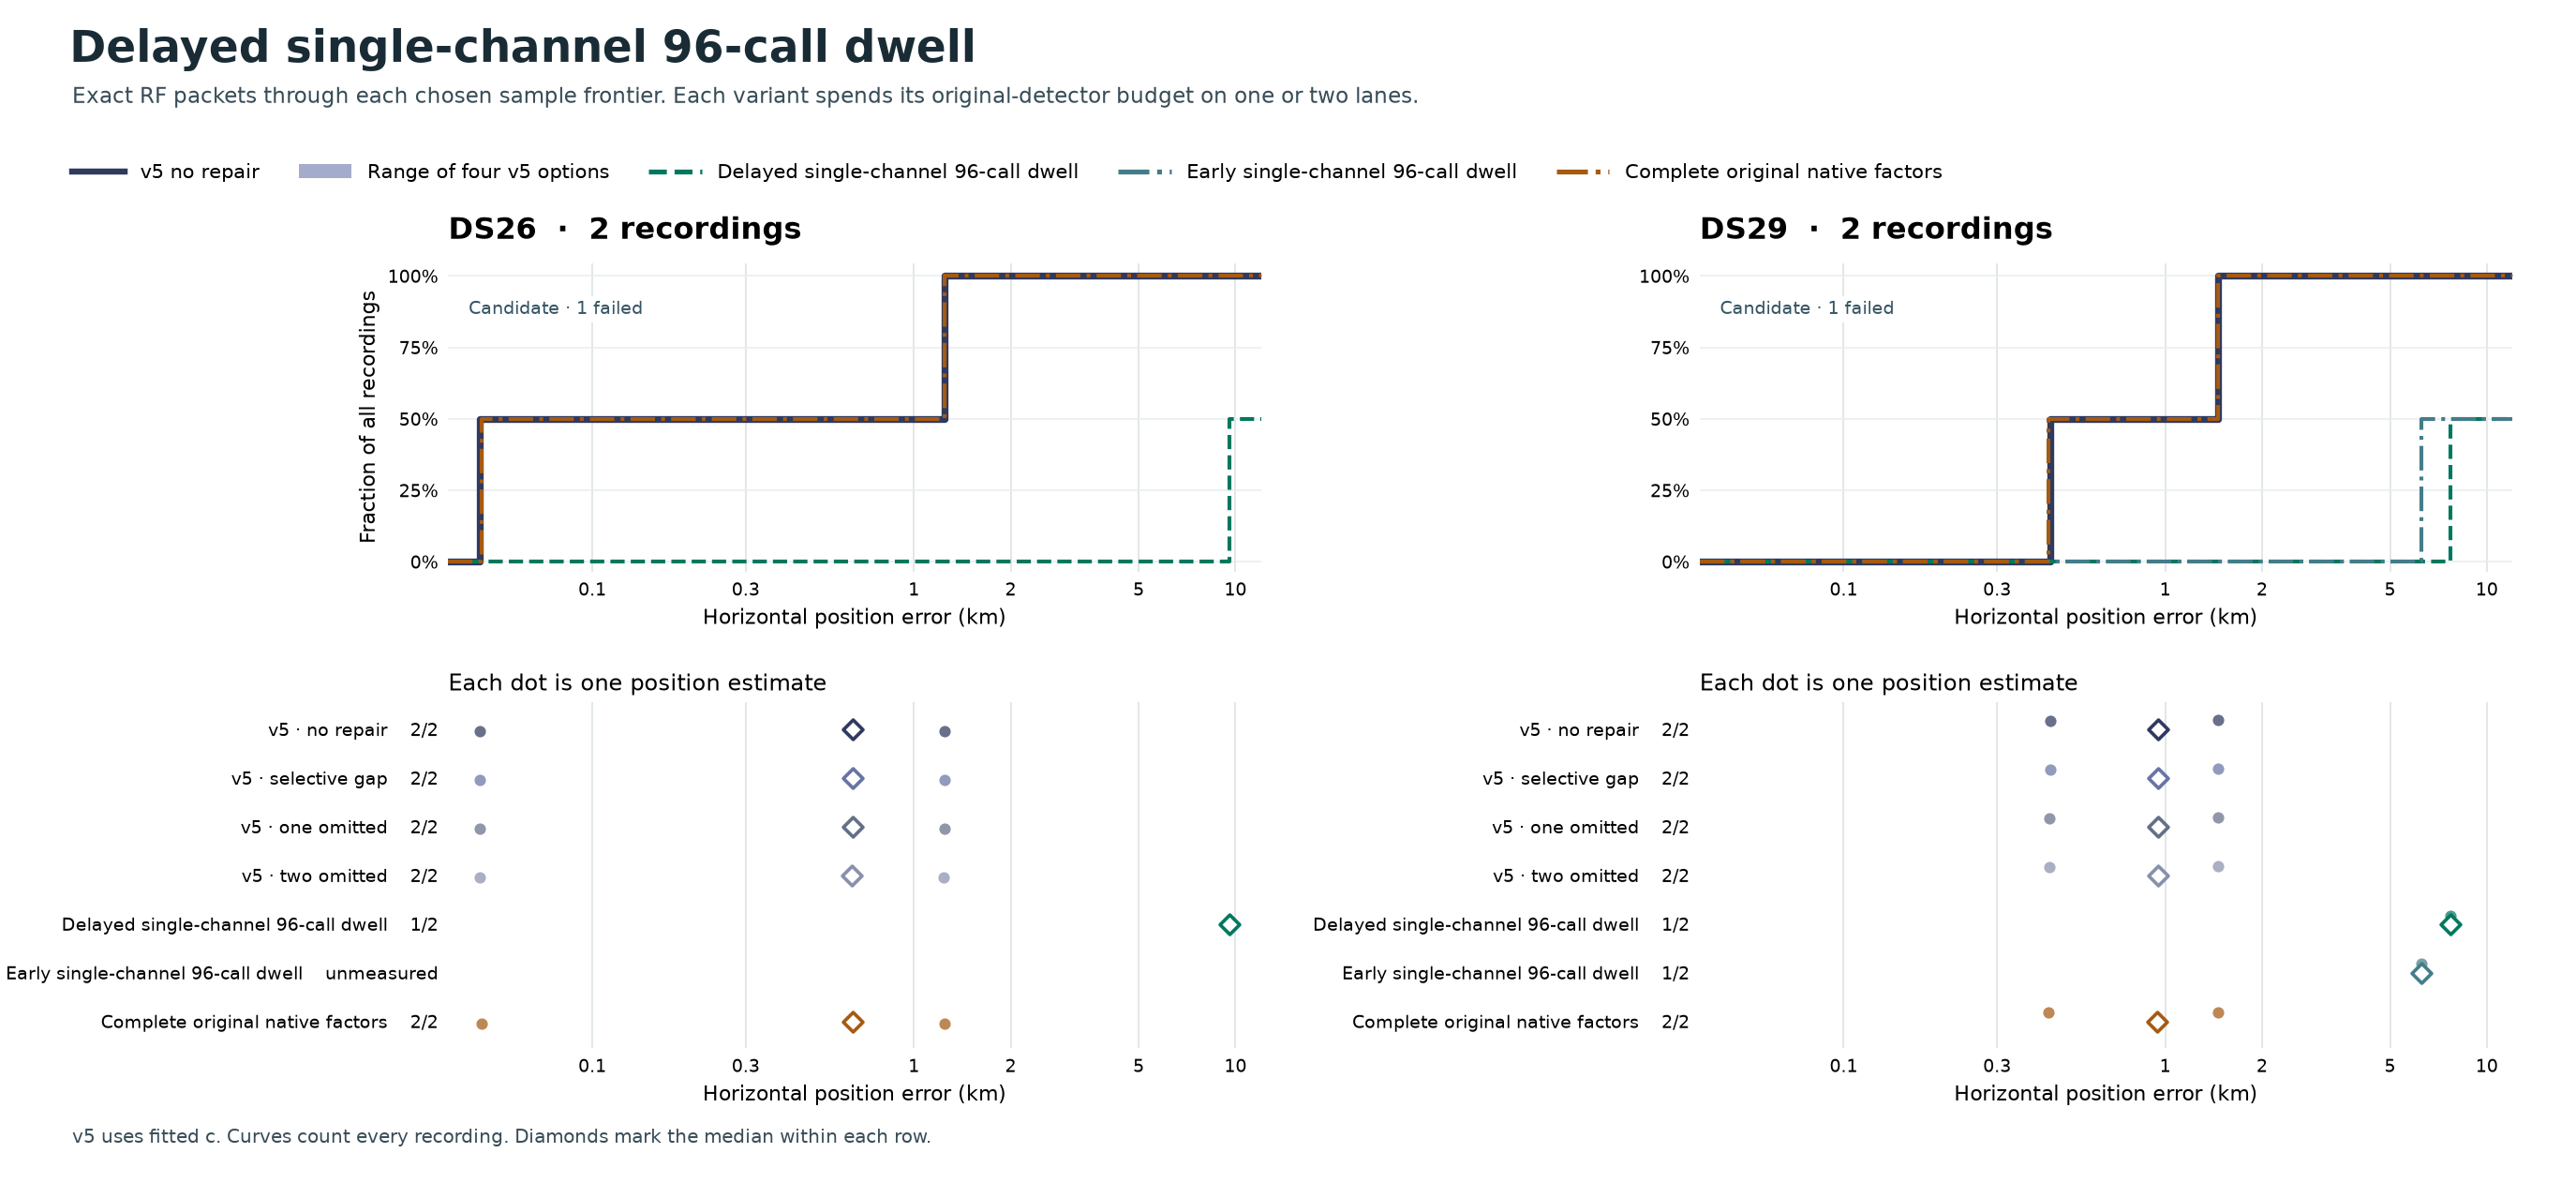 Delayed single-channel 96-call dwell
Exact RF packets through each chosen sample frontier. Each variant spends its original-detector budget on one or two lanes.
v5 no repair
Range of four v5 options
Delayed single-channel 96-call dwell
Early single-channel 96-call dwell
Complete original native factors
DS26 · 2 recordings
Fraction of all recordings
100%
75%
50%
25%
0%
Candidate · 1 failed
0.1 0.3 1 2 5 10
Horizontal position error (km)
DS29 · 2 recordings
100%
75%
50%
25%
0%
Candidate · 1 failed
0.1 0.3 1 2 5 10
Horizontal position error (km)
Each dot is one position estimate
v5 · no repair 2/2
v5 · selective gap 2/2
v5 · one omitted 2/2
v5 · two omitted 2/2
Delayed single-channel 96-call dwell 1/2
Early single-channel 96-call dwell unmeasured
Complete original native factors 2/2
0.1 0.3 1 2 5 10
Horizontal position error (km)
Each dot is one position estimate
v5 · no repair 2/2
v5 · selective gap 2/2
v5 · one omitted 2/2
v5 · two omitted 2/2
Delayed single-channel 96-call dwell 1/2
Early single-channel 96-call dwell 1/2
Complete original native factors 2/2
0.1 0.3 1 2 5 10
Horizontal position error (km)
v5 uses fitted c. Curves count every recording. Diamonds mark the median within each row.